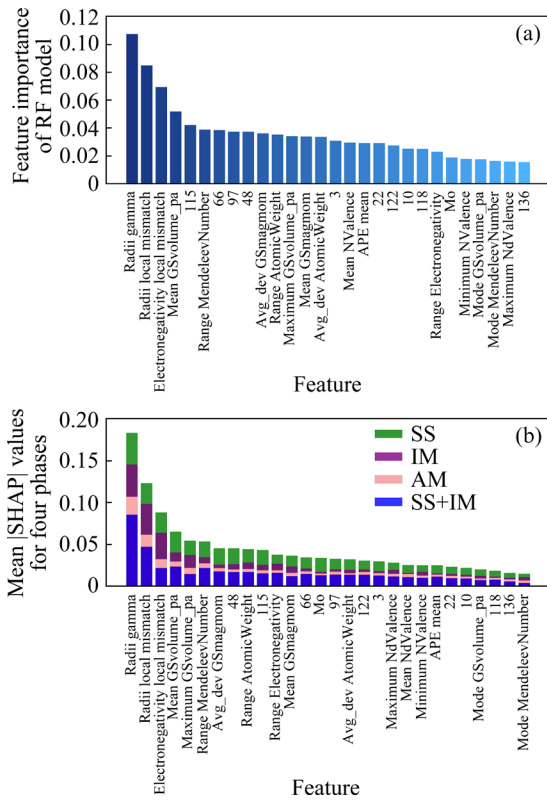 (a)
Feature importance
of RF model
0.12
0.10
0.08
0.06
0.04
0.02
0
Radii gamma
Radii local mismatch
Electronegativity local mismatch
Mean GSvolume_pa
115
Range MendeleevNumber
66
97
48
Avg_dev GSmagmom
Range AtomicWeight
Maximum GSvolume_pa
Mean GSmagmom
Avg_dev AtomicWeight
3
Mean NValence
APE mean
22
122
10
118
Range Electronegativity
Mo
Minimum NValence
Mode GSvolume_pa
Mode MendeleevNumber
Maximum NdValence
136
Feature
(b)
Mean |SHAP| values
for four phases
0.20
0.15
0.10
0.05
0
SS
IM
AM
SS+IM
Radii gamma
Radii local mismatch
Electronegativity local mismatch
Mean GSvolume_pa
Maximum GSvolume_pa
Range MendeleevNumber
Avg_dev GSmagmom
48
Range AtomicWeight
115
Range Electronegativity
Mean GSmagmom
66
Mo
97
Avg_dev AtomicWeight
122
3
Maximum NdValence
Mean NdValence
Minimum NValence
APE mean
22
10
Mode GSvolume_pa
118
136
Mode MendeleevNumber
Feature